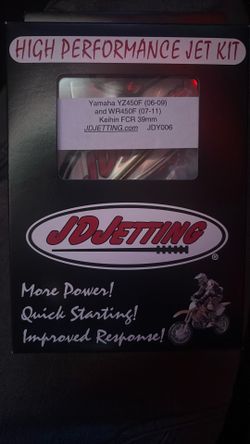 HIGH PERFORMANCE JET KIT
Yamaha YZ450F (06-09)
and WR450F (07-11)
Keihin FCR 39mm
JDJETTING.com JDY006
JDJETTING
More Power!
Quick Starting!
Improved Response!